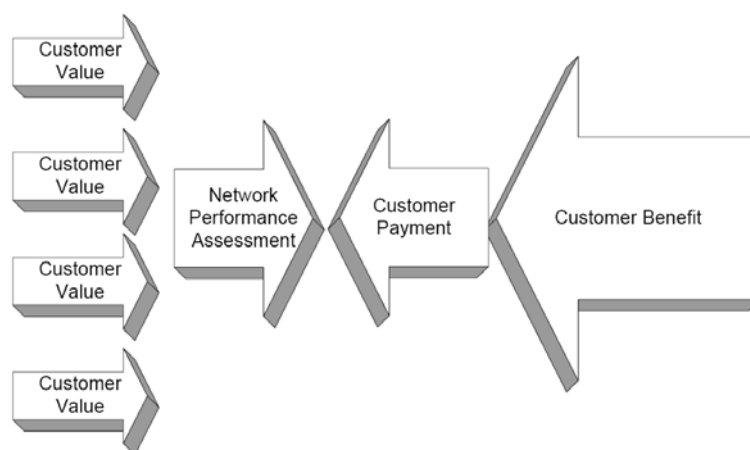 Customer
Value
Customer
Value
Customer
Value
Customer
Value
Network
Performance
Assessment
Customer
Payment
Customer Benefit